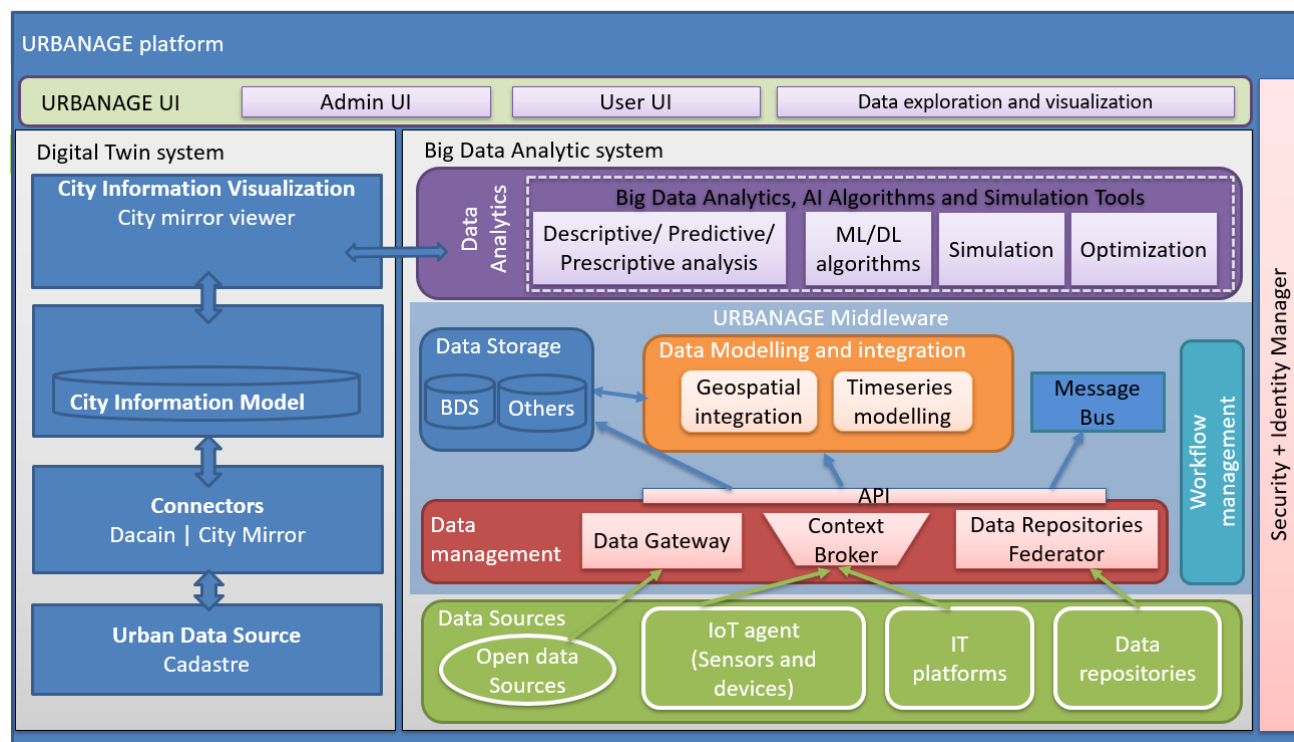 URBANAGE platform
URBANAGE UI
Admin UI
User UI
Data exploration and visualization
Digital Twin system
City Information Visualization
City mirror viewer
City Information Model
Connectors
Dacain | City Mirror
Urban Data Source
Cadastre
Big Data Analytic system
Data
Analytics
Big Data Analytics, AI Algorithms and Simulation Tools
Descriptive/ Predictive/
Prescriptive analysis
ML/DL
algorithms
Simulation
Optimization
URBANAGE Middleware
Data Storage
BDS
Others
Data Modelling and integration
Geospatial
integration
Timeseries
modelling
Message
Bus
Workflow
management
API
Data
management
Data Gateway
Context
Broker
Data Repositories
Federator
Data Sources
Open data
Sources
IoT agent
(Sensors and
devices)
IT
platforms
Data
repositories
Security + Identity Manager